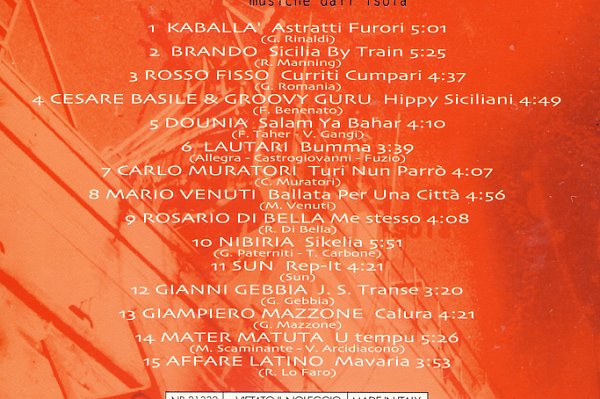 musiche dall'isola
1 KABALLA' Astratti Furori 5:01
(G. Rinaldi)
2 BRANDO Sicilia By Train 5:25
(R. Manning)
3 ROSSO FISSO Curriti Cumpari 4:37
(G. Romania)
4 CESARE BASILE & GROOVY GURU Hippy Siciliani 4:49
(F. Benenato)
5 DOUNIA Salam Ya Bahar 4:10
(F. Taher - V. Gangi)
6 LAUTARI Bumma 3:39
(Allegra - Castrogiovanni - Fuzio)
7 CARLO MURATORI Turi Nun Parrò 4:07
(C. Muratori)
8 MARIO VENUTI Ballata Per Una Città 4:56
(M. Venuti)
9 ROSARIO DI BELLA Me stesso 4:08
(R. Di Bella)
10 NIBIRIA Sikelia 5:51
(G. Paterniti - T. Carbone)
11 SUN Rep-It 4:21
(Sun)
12 GIANNI GEBBIA J. S. Transe 3:20
(G. Gebbia)
13 GIAMPIERO MAZZONE Calura 4:21
(G. Mazzone)
14 MATER MATUTA U tempu 5:26
(M. Scaminante - V. Arcidiacono)
15 AFFARE LATINO Mavaria 3:53
(R. Lo Faro)
VIETATO IL NOLEGGIO
MADE IN ITALY